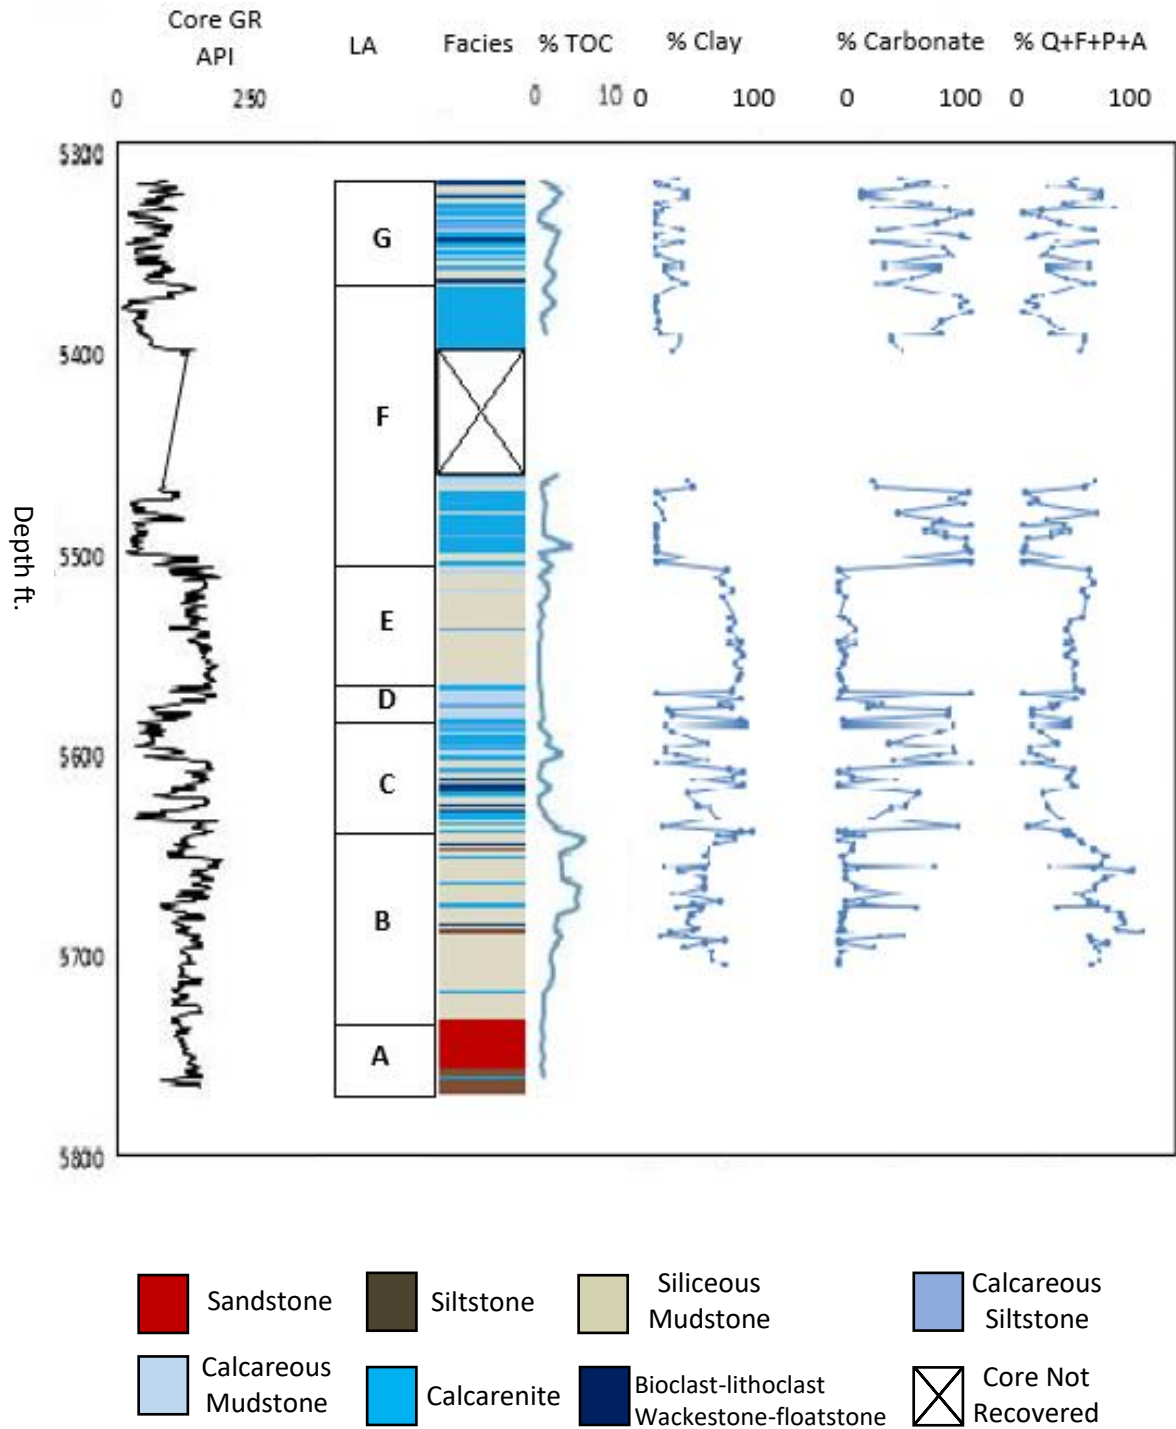 Core GR
API
LA
Facies
% TOC
% Clay
% Carbonate
% Q+F+P+A
0
250
0
10
0
100
0
100
0
100
5300
5400
5500
5600
5700
5800
Depth ft.
G
F
E
D
C
B
A
Sandstone
Siltstone
Siliceous
Mudstone
Calcareous
Siltstone
Calcareous
Mudstone
Calcarenite
Bioclast-lithoclast
Wackestone-floatstone
Core Not
Recovered